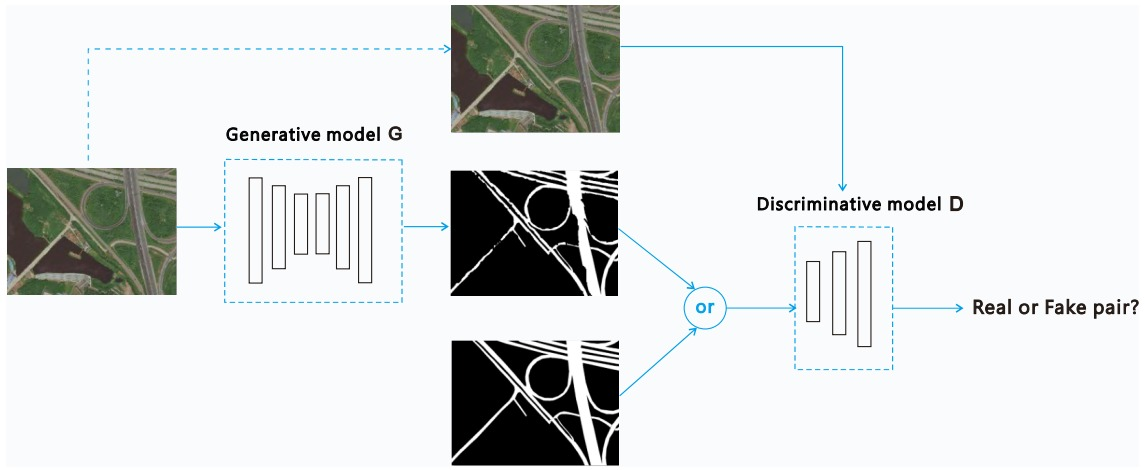 Generative model G
Discriminative model D
or
Real or Fake pair?